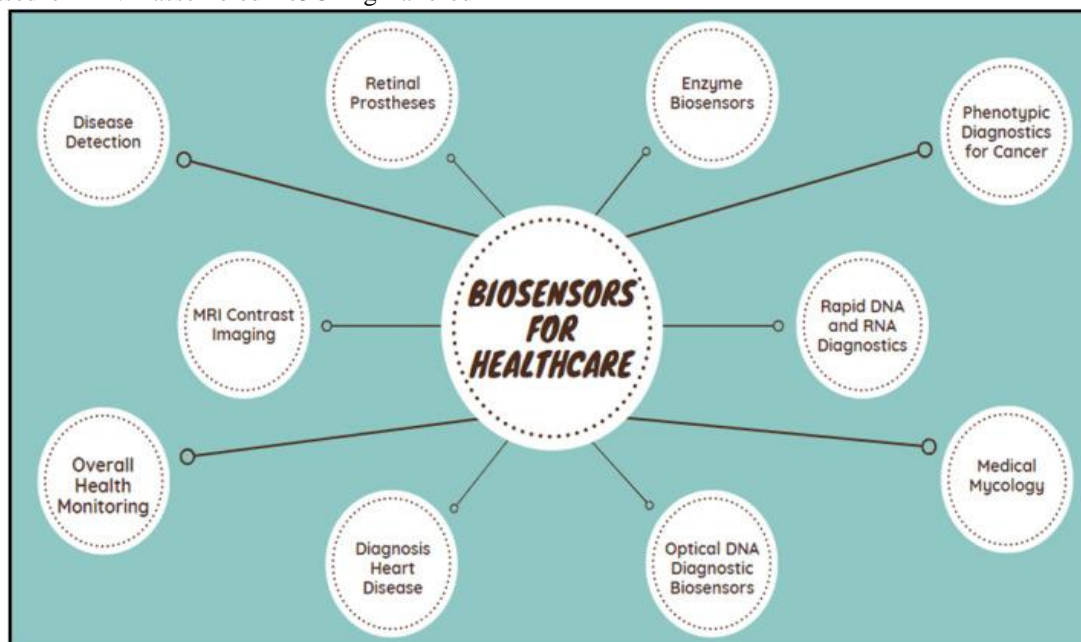 Disease
Detection
Retinal
Prostheses
Enzyme
Biosensors
Phenotypic
Diagnostics
for Cancer
MRI Contrast
Imaging
BIOSENSORS
FOR
HEALTHCARE
Rapid DNA
and RNA
Diagnostics
Overall
Health
Monitoring
Diagnosis
Heart
Disease
Optical DNA
Diagnostic
Biosensors
Medical
Mycology